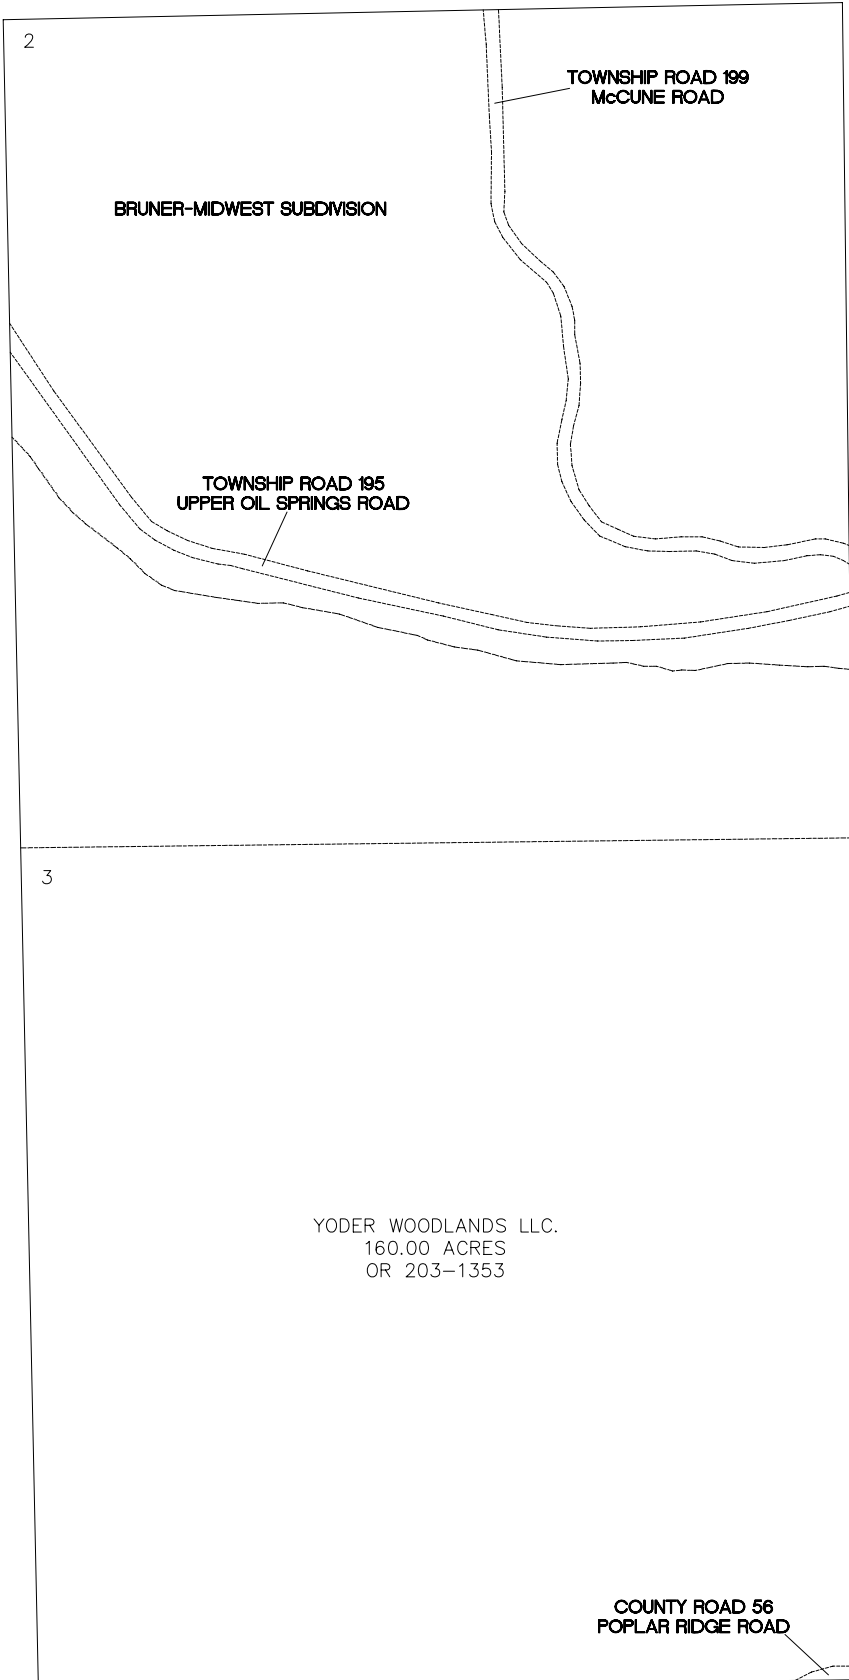 2
TOWNSHIP ROAD 199
McCUNE ROAD
BRUNER-MIDWEST SUBDIVISION
TOWNSHIP ROAD 195
UPPER OIL SPRINGS ROAD
3
YODER WOODLANDS LLC.
160.00 ACRES
OR 203-1353
COUNTY ROAD 56
POPLAR RIDGE ROAD